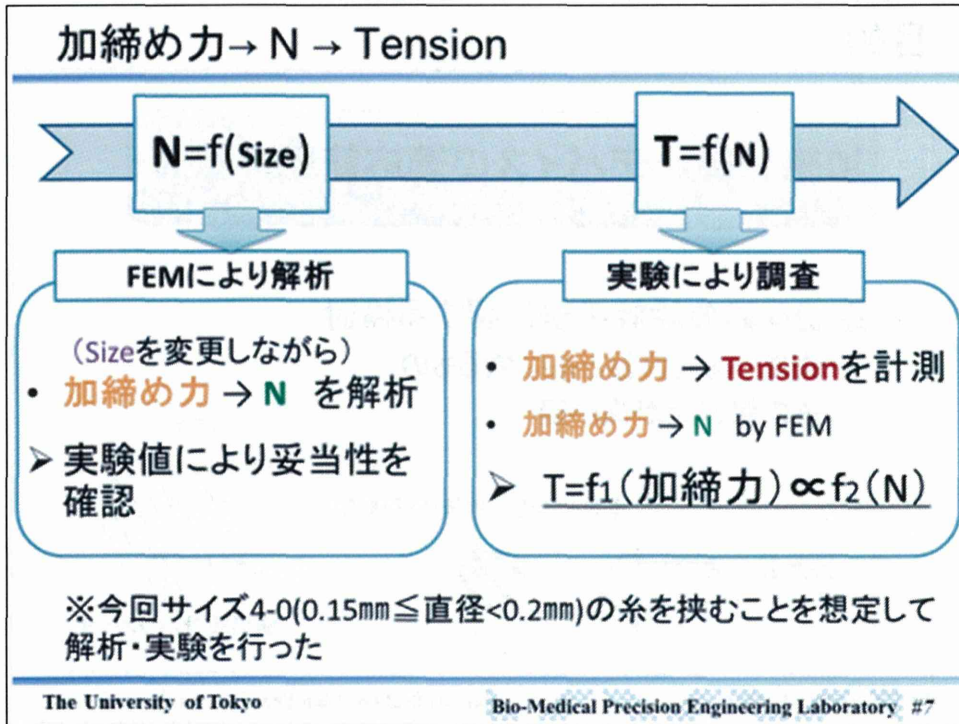 加締め力→ N → Tension
N=f(Size)
T=f(N)
FEMにより解析
(Sizeを変更しながら)
• 加締め力 → N を解析
➤ 実験値により妥当性を
確認
実験により調査
• 加締め力 → Tensionを計測
• 加締め力 → N by FEM
➤ T=f₁(加締力)∝f₂(N)
※今回サイズ4-0(0.15㎜≦直径<0.2㎜)の糸を挟むことを想定して
解析・実験を行った
The University of Tokyo
Bio-Medical Precision Engineering Laboratory #7